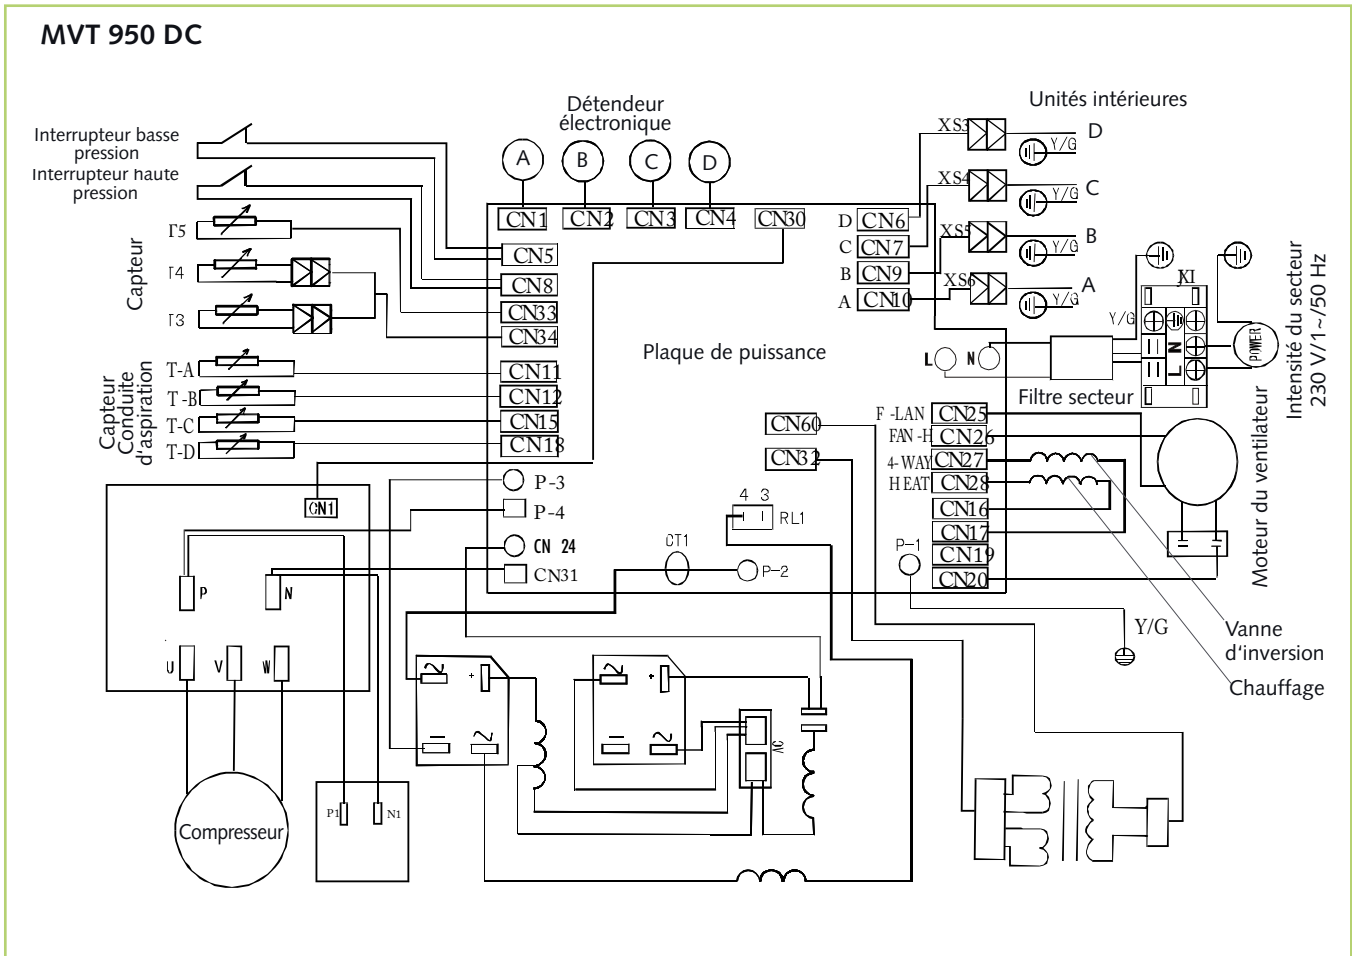 MVT 950 DC
Détendeur
électronique
Unités intérieures
Interrupteur basse
pression
Interrupteur haute
pression
A
B
C
D
XS3
D
Y/G
XS4
C
Y/G
XS5
B
Y/G
XS6
A
Y/G
CN1
CN2
CN3
CN4
CN30
D
CN6
C
CN7
B
CN9
A
CN10
Capteur
T5
T4
T3
CN5
CN8
CN33
CN34
Capteur
Conduite
d'aspiration
T-A
T-B
T-C
T-D
CN11
CN12
CN15
CN18
Plaque de puissance
L
N
Y/G
Filtre secteur
L N
POWER
Intensité du secteur
230 V/1~/50 Hz
CN60
CN32
F-LAN
CN25
FAN-H
CN26
4-WAY
CN27
HEAT
CN28
CN16
CN17
CN19
CN20
Moteur du ventilateur
CN1
P-3
P-4
CN 24
CN31
4 3
RL1
CT1
P-2
P-1
Y/G
Vanne
d'inversion
Chauffage
P
N
U
V
W
+
+
AC
Compresseur
P1
N1